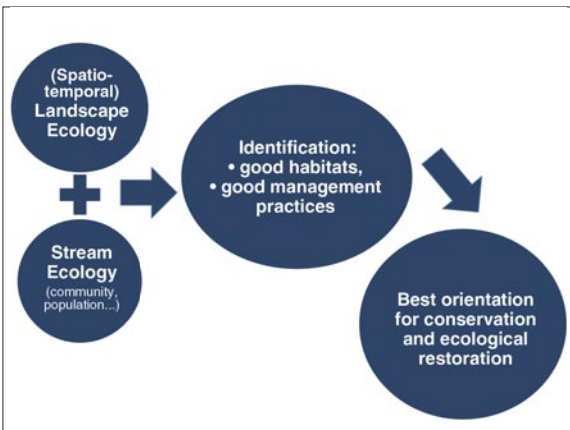 (Spatio-
temporal)
Landscape
Ecology
Stream
Ecology
(community,
population...)
Identification:
• good habitats,
• good management
practices
Best orientation
for conservation
and ecological
restoration